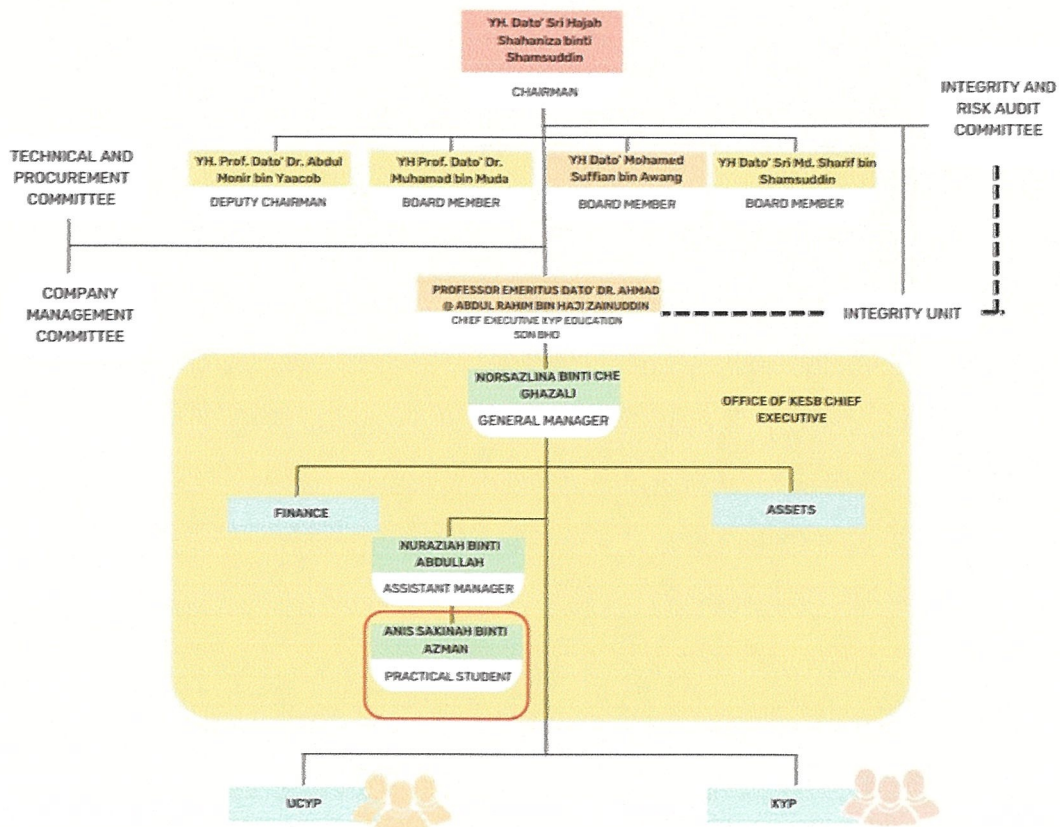 YH. Dato' Sri Hajah
Shahaniza binti
Shamsuddin
CHAIRMAN
INTEGRITY AND
RISK AUDIT
COMMITTEE
TECHNICAL AND
PROCUREMENT
COMMITTEE
YH. Prof. Dato' Dr. Abdul
Monir bin Yaacob
DEPUTY CHAIRMAN
YH Prof. Dato' Dr.
Muhamad bin Muda
BOARD MEMBER
YH Dato' Mohamed
Suffian bin Awang
BOARD MEMBER
YH Dato' Sri Md. Sharif bin
Shamsuddin
BOARD MEMBER
COMPANY
MANAGEMENT
COMMITTEE
PROFESSOR EMERITUS DATO' DR. AHMAD
@ ABDUL RAHIM BIN HAJI ZAINUDDIN
CHIEF EXECUTIVE KYP EDUCATION
SDN BHD
INTEGRITY UNIT
NORSAZLINA BINTI CHE
GHAZALI
GENERAL MANAGER
OFFICE OF KESB CHIEF
EXECUTIVE
FINANCE
ASSETS
NURAZIAH BINTI
ABDULLAH
ASSISTANT MANAGER
ANIS SAKINAH BINTI
AZMAN
PRACTICAL STUDENT
UCYP
KYP